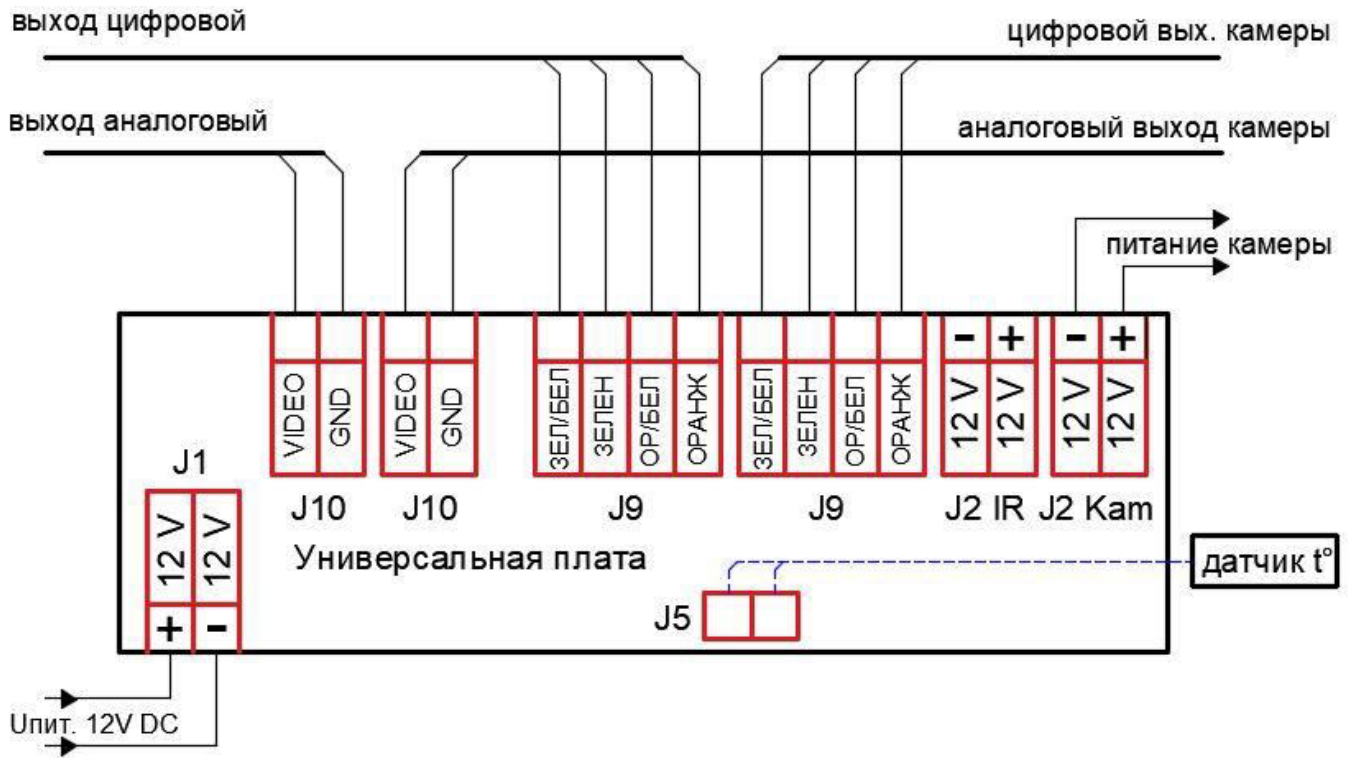 выход цифровой
цифровой вых. камеры
выход аналоговый
аналоговый выход камеры
питание камеры
VIDEO GND
VIDEO GND
ЗЕЛ/БЕЛ ЗЕЛЕН ОР/БЕЛ ОРАНЖ
ЗЕЛ/БЕЛ ЗЕЛЕН ОР/БЕЛ ОРАНЖ
- +
12 V 12 V
- +
12 V 12 V
J10 J10 J9 J9 J2 IR J2 Kam
J1
12 V 12 V
+ -
Универсальная плата
датчик t°
J5
Uпит. 12V DC